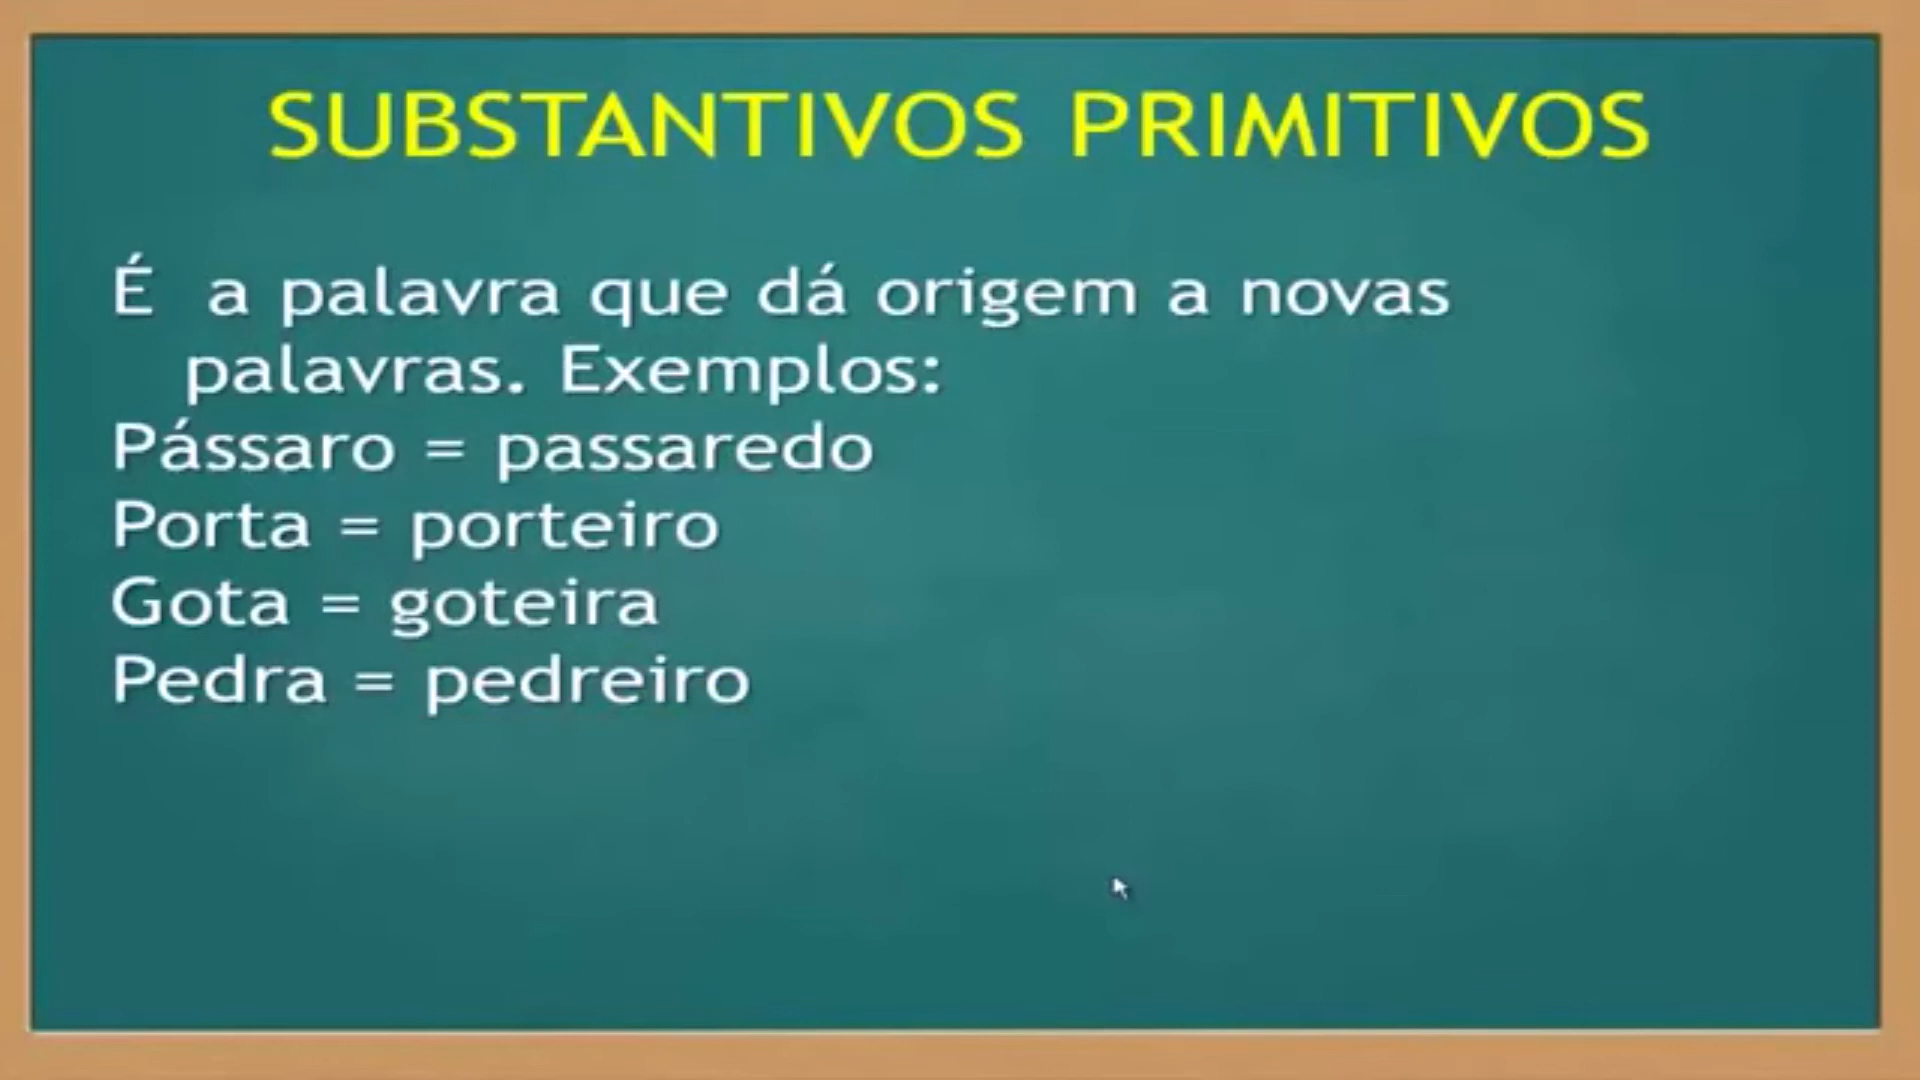 SUBSTANTIVOS PRIMITIVOS
É a palavra que dá origem a novas
palavras. Exemplos:
Pássaro = passaredo
Porta = porteiro
Gota = goteira
Pedra = pedreiro